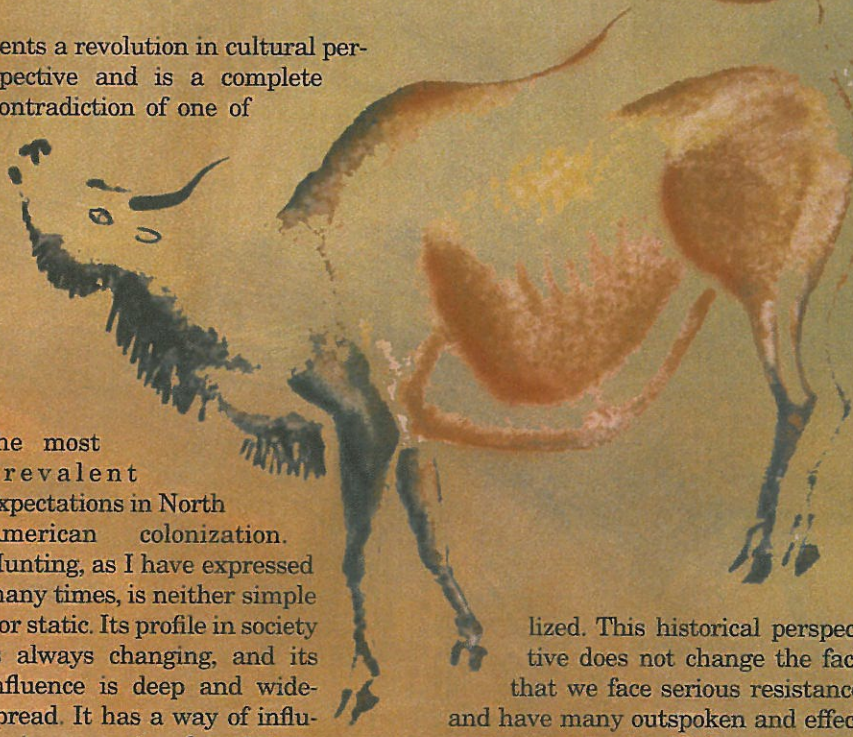 ents a revolution in cultural per-
pective and is a complete
ontradiction of one of
he most
revalent
xpectations in North
merican colonization.
Hunting, as I have expressed
nany times, is neither simple
or static. Its profile in society
s always changing, and its
nfluence is deep and wide-
pread. It has a way of influ-
lized. This historical perspec
tive does not change the fac
that we face serious resistanc
and have many outspoken and effec